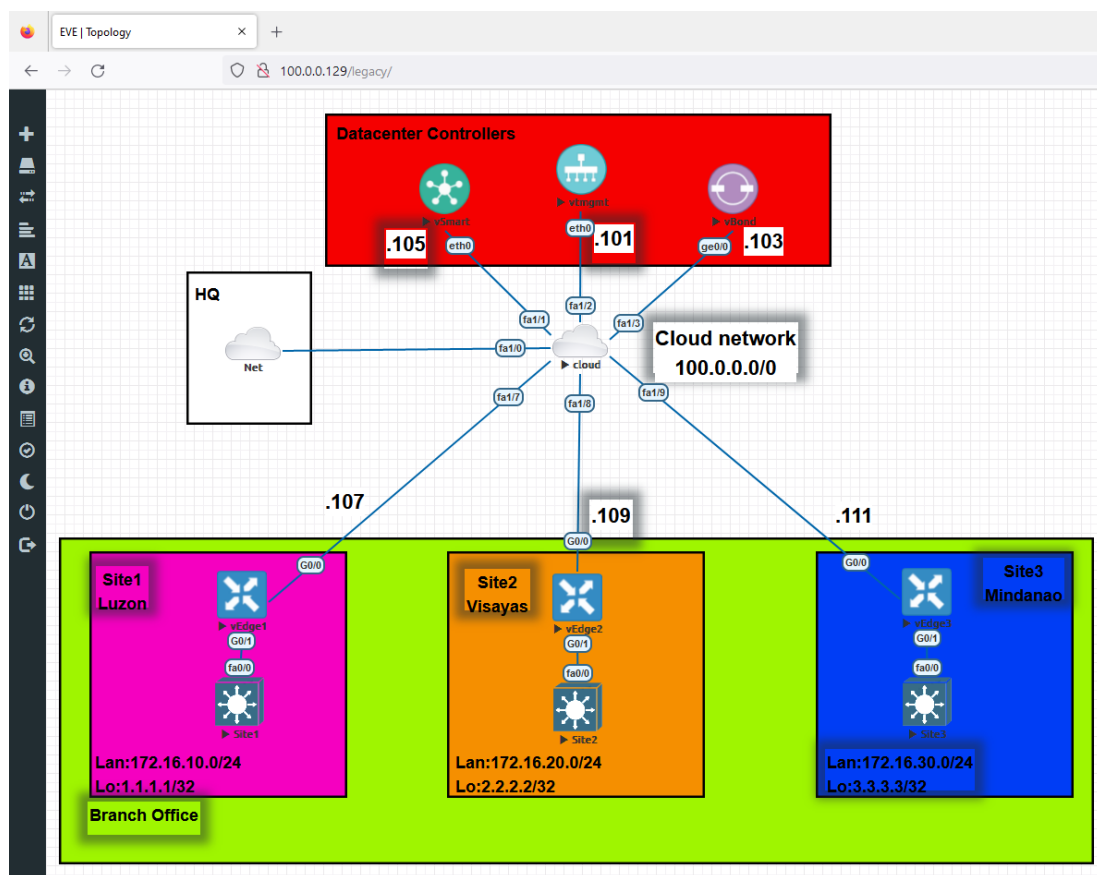 EVE | Topology
100.0.0.129/legacy/
Datacenter Controllers
vSmart
vEmgmt
vBond
.105
eth0
eth0
.101
ge0/0
.103
HQ
Net
fa1/1
fa1/2
fa1/3
fa1/0
cloud
Cloud network
100.0.0.0/0
fa1/7
fa1/8
fa1/9
.107
.109
.111
G0/0
G0/0
G0/0
Site1
Luzon
vEdge1
G0/1
fa0/0
Site1
Lan:172.16.10.0/24
Lo:1.1.1.1/32
Site2
Visayas
vEdge2
G0/1
fa0/0
Site2
Lan:172.16.20.0/24
Lo:2.2.2.2/32
Site3
Mindanao
vEdge3
G0/1
fa0/0
Site3
Lan:172.16.30.0/24
Lo:3.3.3.3/32
Branch Office